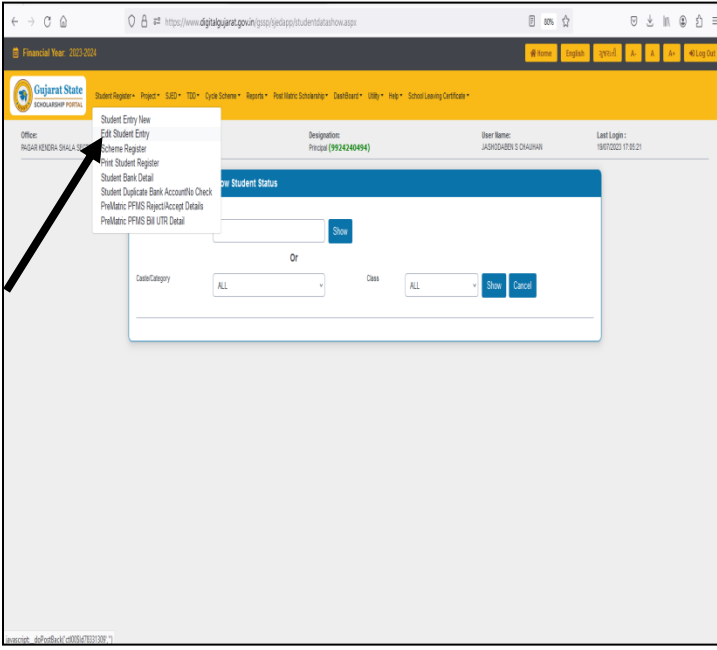 https://www.digitalgujarat.gov.in/gssp/sjedapp/studentdatashow.aspx
80%
Financial Year: 2023-2024
Home English ગુજરાતી A- A A+ Log Out
Gujarat State
SCHOLARSHIP PORTAL
Student Register Project SJED TDD Cycle Scheme Reports Post Matric Scholarship DashBoard Utility Help School Leaving Certificate
Student Entry New
Edit Student Entry
Scheme Register
Print Student Register
Student Bank Detail
Student Duplicate Bank AccountNo Check
PreMatric PFMS Reject/Accept Details
PreMatric PFMS Bill UTR Detail
Office: Designation: User Name: Last Login :
KENDRA SHALA Principal (9924240494) JASHODABEN S CHAUHAN 19/07/2023 17:05:21
ow Student Status
Show
Or
Caste/Category ALL Class ALL Show Cancel